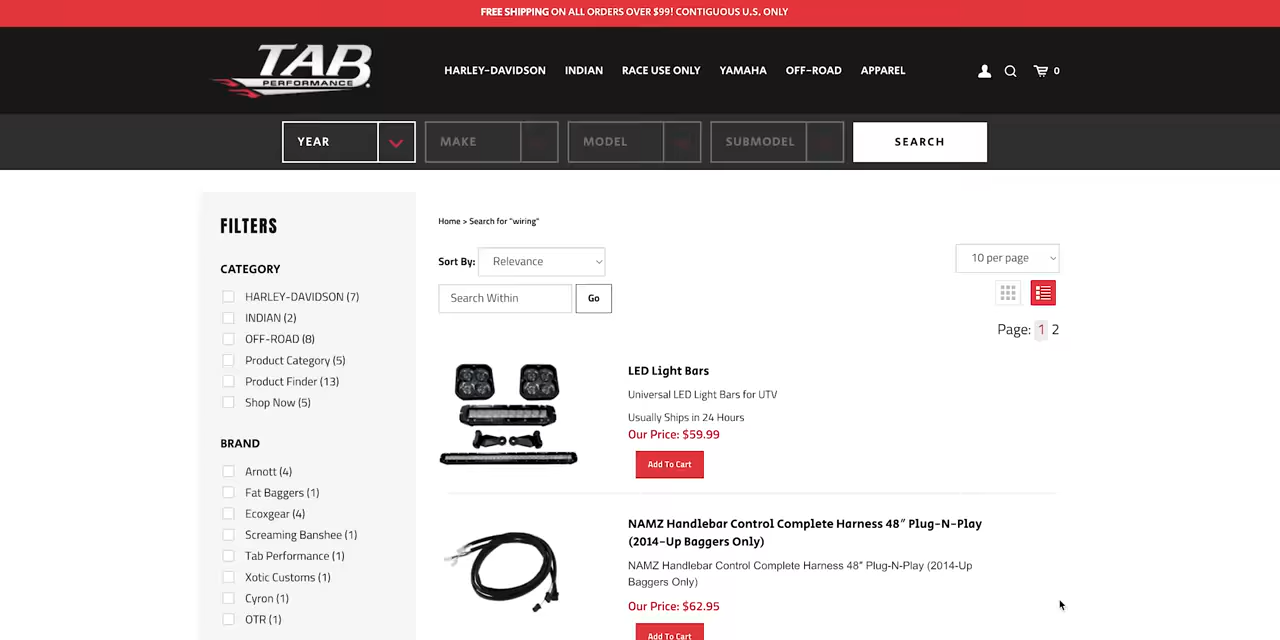 FREE SHIPPING ON ALL ORDERS OVER $99! CONTIGUOUS U.S. ONLY
TAB
PERFORMANCE
HARLEY-DAVIDSON INDIAN RACE USE ONLY YAMAHA OFF-ROAD APPAREL 0
YEAR MAKE MODEL SUBMODEL SEARCH
FILTERS
CATEGORY
HARLEY-DAVIDSON (7)
INDIAN (2)
OFF-ROAD (8)
Product Category (5)
Product Finder (13)
Shop Now (5)
BRAND
Arnott (4)
Fat Baggers (1)
Ecoxgear (4)
Screaming Banshee (1)
Tab Performance (1)
Xotic Customs (1)
Cyron (1)
OTR (1)
Home > Search for "wiring"
Sort By: Relevance
10 per page
Search Within Go
Page: 1 2
LED Light Bars
Universal LED Light Bars for UTV
Usually Ships in 24 Hours
Our Price: $59.99
Add To Cart
NAMZ Handlebar Control Complete Harness 48" Plug-N-Play
(2014-Up Baggers Only)
NAMZ Handlebar Control Complete Harness 48" Plug-N-Play (2014-Up
Baggers Only)
Our Price: $62.95
Add To Cart